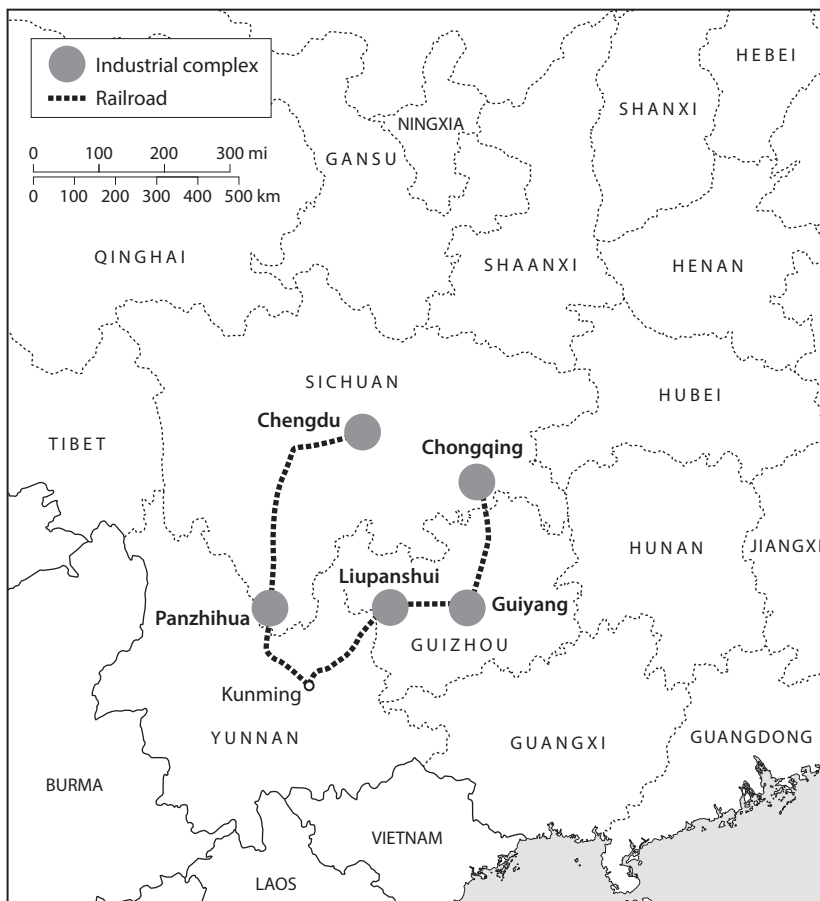 Industrial complex
Railroad
0 100 200 300 mi
0 100 200 300 400 500 km
HEBEI
SHANXI
NINGXIA
GANSU
QINGHAI
SHAANXI
HENAN
SICHUAN
HUBEI
Chengdu
TIBET
Chongqing
HUNAN
JIANGXI
Liupanshui
Panzhihua
Guiyang
GUIZHOU
Kunming
YUNNAN
GUANGXI
GUANGDONG
BURMA
VIETNAM
LAOS